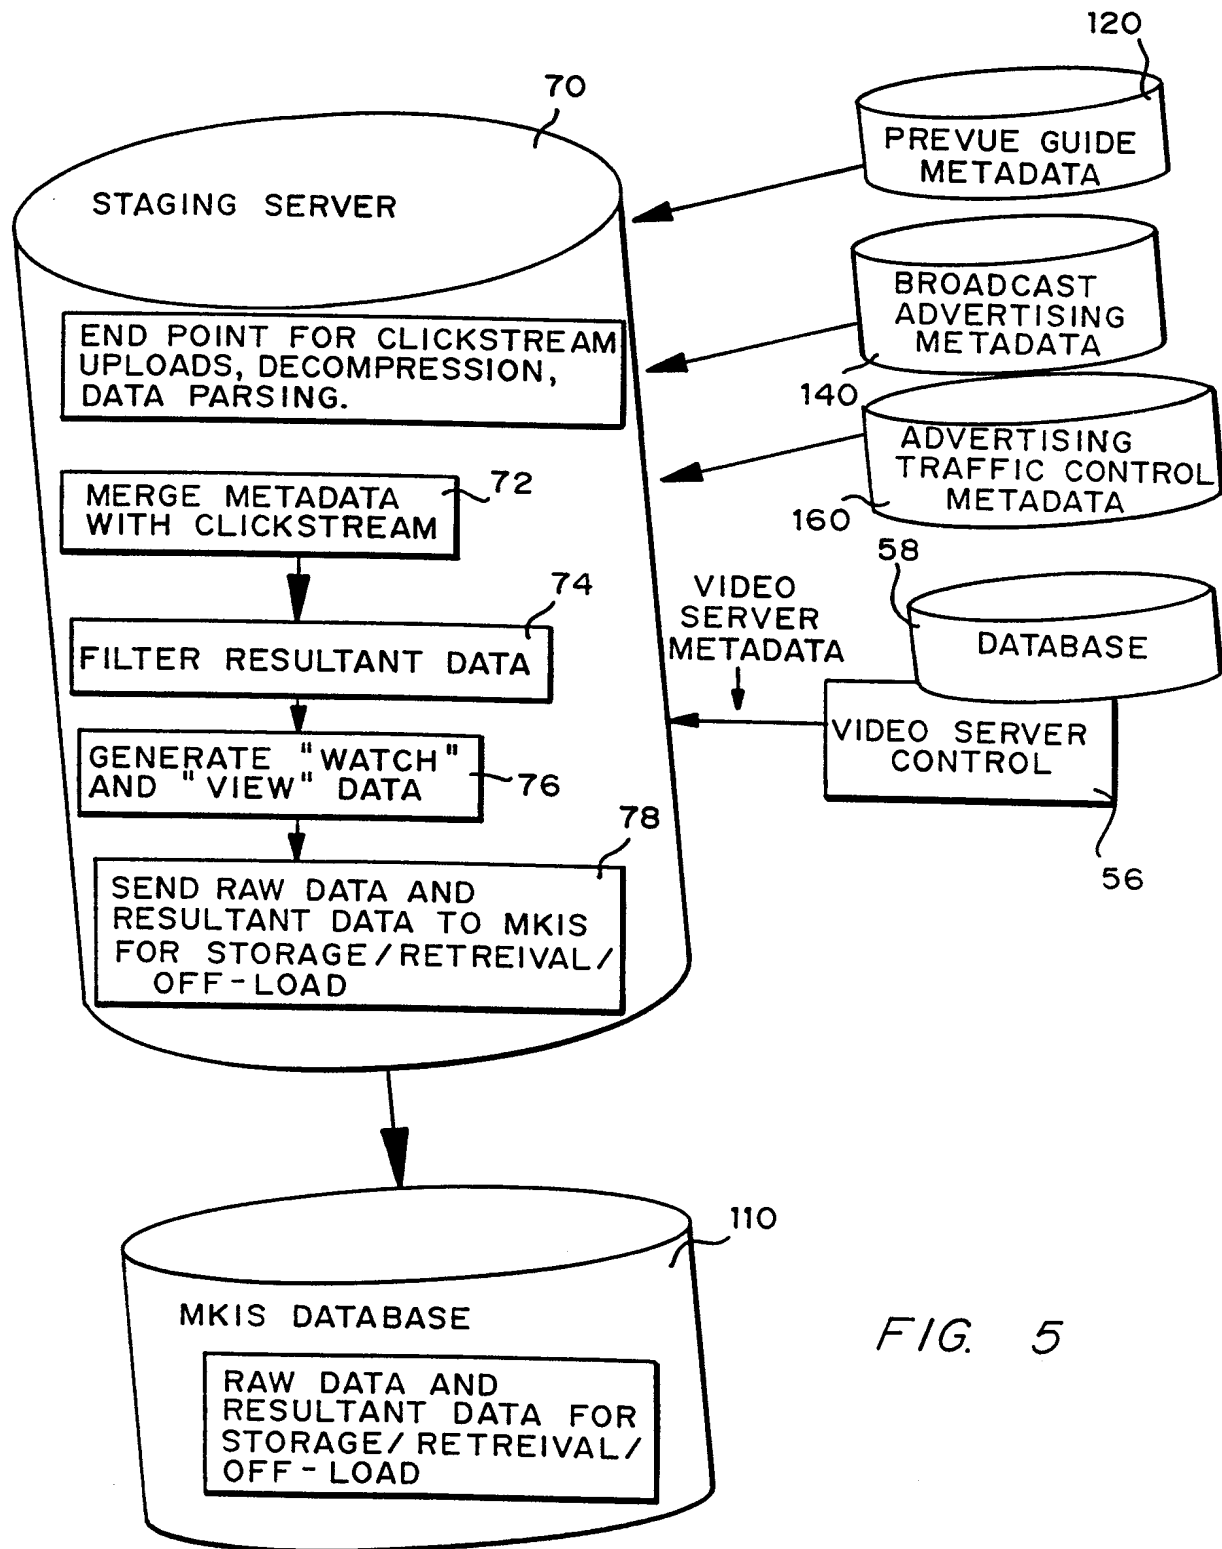 120
70
PREVUE GUIDE
METADATA
STAGING SERVER
BROADCAST
ADVERTISING
METADATA
140
END POINT FOR CLICKSTREAM
UPLOADS, DECOMPRESSION,
DATA PARSING.
ADVERTISING
TRAFFIC CONTROL
METADATA
160
MERGE METADATA
WITH CLICKSTREAM
72
58
DATABASE
VIDEO
SERVER
METADATA
74
FILTER RESULTANT DATA
VIDEO SERVER
CONTROL
56
GENERATE "WATCH"
AND "VIEW" DATA
76
78
SEND RAW DATA AND
RESULTANT DATA TO MKIS
FOR STORAGE/RETREIVAL/
OFF-LOAD
110
MKIS DATABASE
RAW DATA AND
RESULTANT DATA FOR
STORAGE/RETREIVAL/
OFF-LOAD
FIG. 5